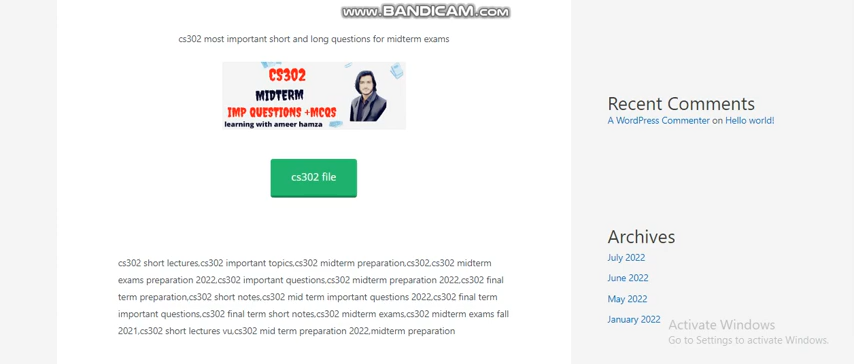 www.BANDICAM.com
cs302 most important short and long questions for midterm exams
CS302
MIDTERM
IMP QUESTIONS +MCQS
learning with ameer hamza
cs302 file
cs302 short lectures,cs302 important topics,cs302 midterm preparation,cs302,cs302 midterm
exams preparation 2022,cs302 important questions,cs302 midterm preparation 2022,cs302 final
term preparation,cs302 short notes,cs302 mid term important questions 2022,cs302 final term
important questions,cs302 final term short notes,cs302 midterm exams,cs302 midterm exams fall
2021,cs302 short lectures vu,cs302 mid term preparation 2022,midterm preparation
Recent Comments
A WordPress Commenter on Hello world!
Archives
July 2022
June 2022
May 2022
January 2022
Activate Windows
Go to Settings to activate Windows.